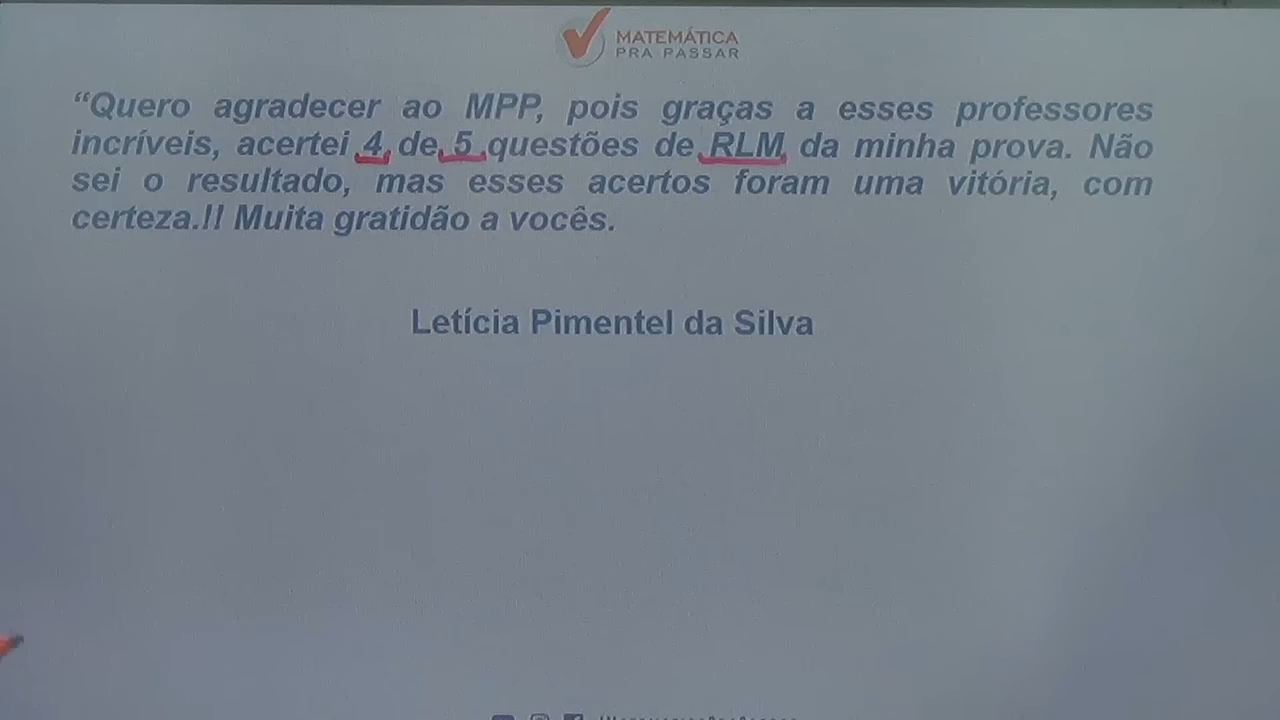 MATEMÁTICA
PRA PASSAR
“Quero agradecer ao MPP, pois graças a esses professores
incríveis, acertei 4 de 5 questões de RLM da minha prova. Não
sei o resultado, mas esses acertos foram uma vitória, com
certeza.!! Muita gratidão a vocês.
Letícia Pimentel da Silva